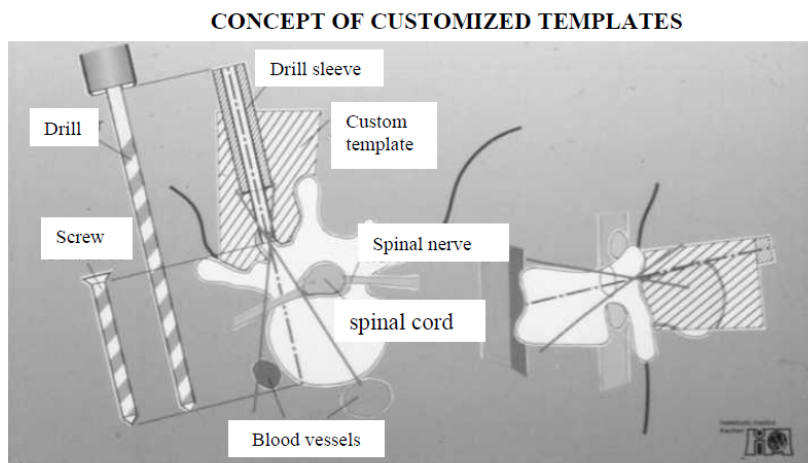 CONCEPT OF CUSTOMIZED TEMPLATES
Drill sleeve
Drill
Custom
template
Screw
Spinal nerve
spinal cord
Blood vessels